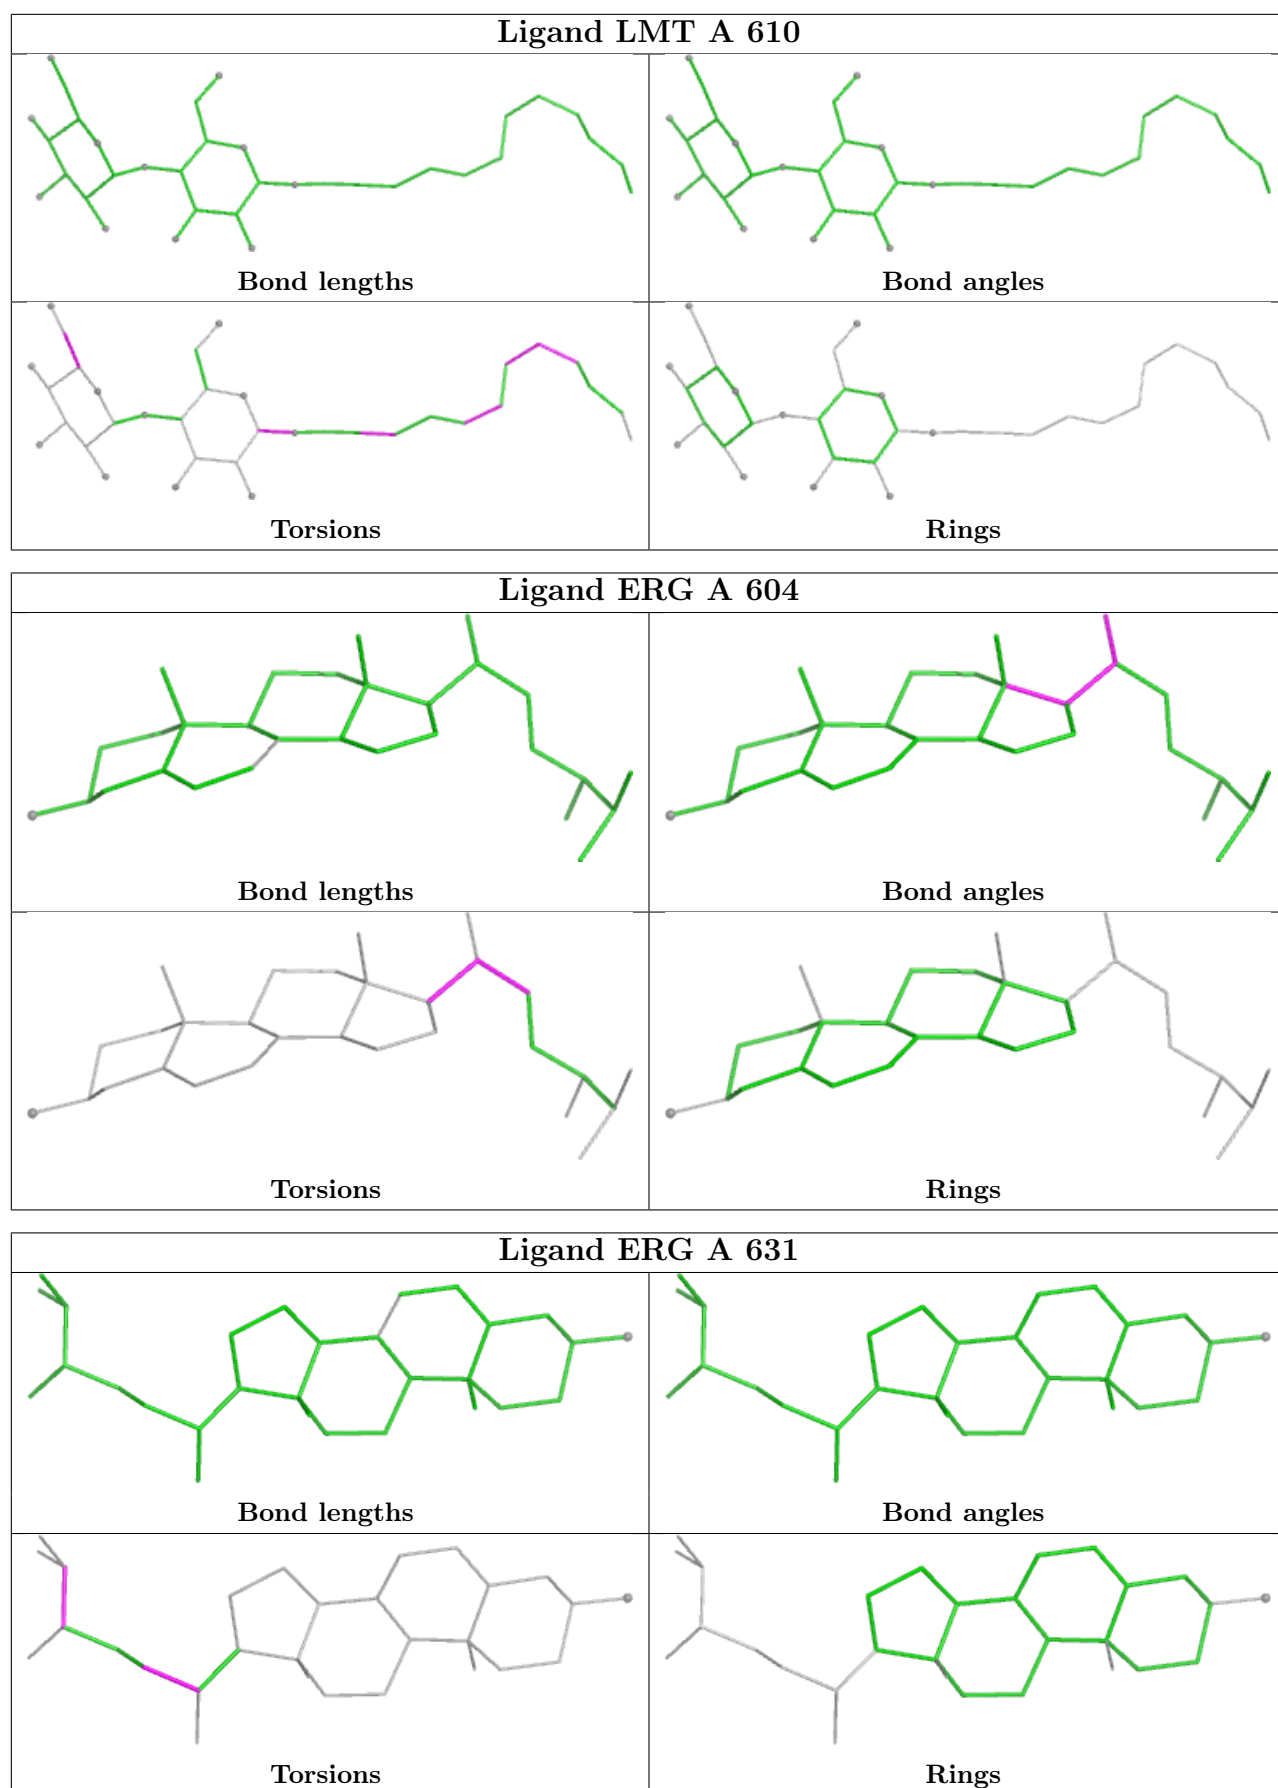 Ligand LMT A 610
Bond lengths
Bond angles
Torsions
Rings
Ligand ERG A 604
Bond lengths
Bond angles
Torsions
Rings
Ligand ERG A 631
Bond lengths
Bond angles
Torsions
Rings